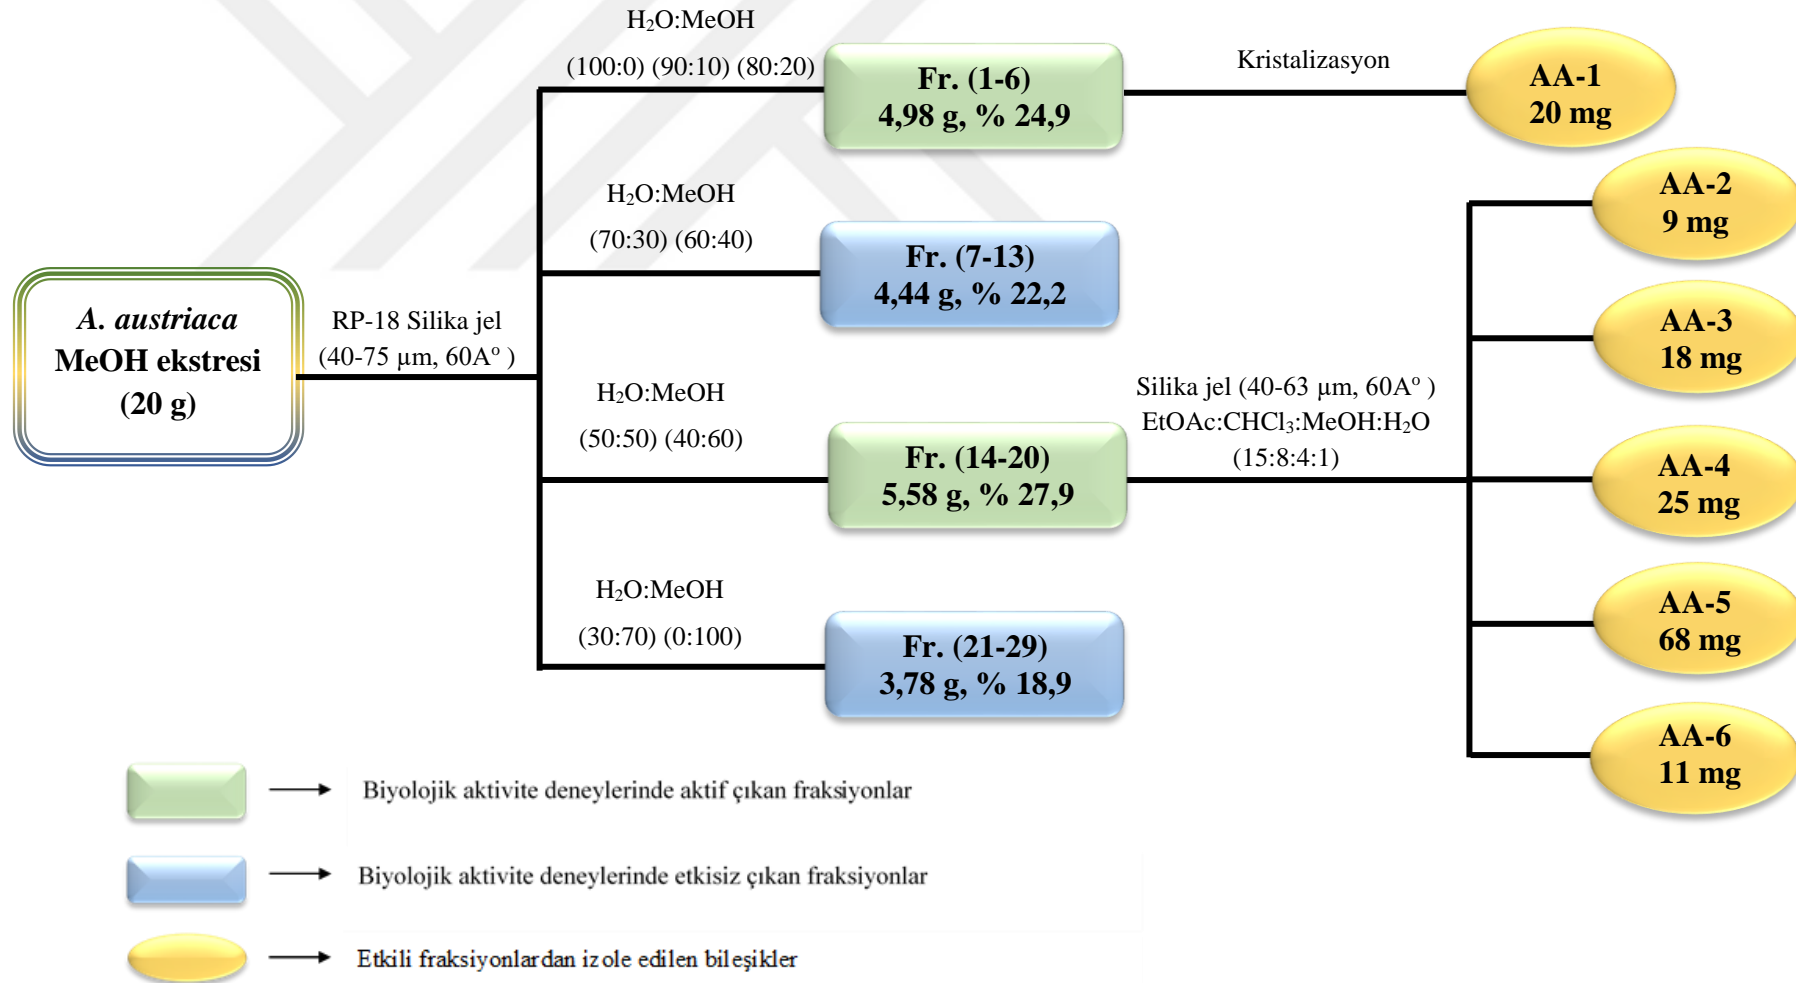 A. austriaca
MeOH ekstresi
(20 g)
RP-18 Silika jel
(40-75 µm, 60Aº )
H₂O:MeOH
(100:0) (90:10) (80:20)
Fr. (1-6)
4,98 g, % 24,9
Kristalizasyon
AA-1
20 mg
H₂O:MeOH
(70:30) (60:40)
Fr. (7-13)
4,44 g, % 22,2
H₂O:MeOH
(50:50) (40:60)
Fr. (14-20)
5,58 g, % 27,9
Silika jel (40-63 µm, 60Aº )
EtOAc:CHCl₃:MeOH:H₂O
(15:8:4:1)
AA-2
9 mg
AA-3
18 mg
AA-4
25 mg
AA-5
68 mg
AA-6
11 mg
H₂O:MeOH
(30:70) (0:100)
Fr. (21-29)
3,78 g, % 18,9
Biyolojik aktivite deneylerinde aktif çıkan fraksiyonlar
Biyolojik aktivite deneylerinde etkisiz çıkan fraksiyonlar
Etkili fraksiyonlardan izole edilen bileşikler